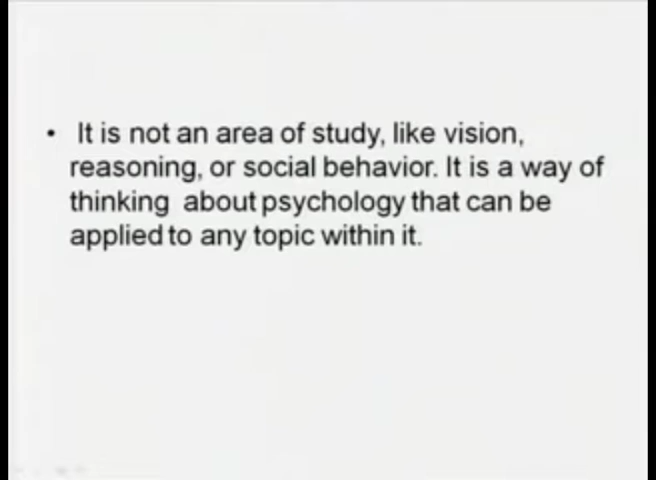 • It is not an area of study, like vision,
reasoning, or social behavior. It is a way of
thinking about psychology that can be
applied to any topic within it.